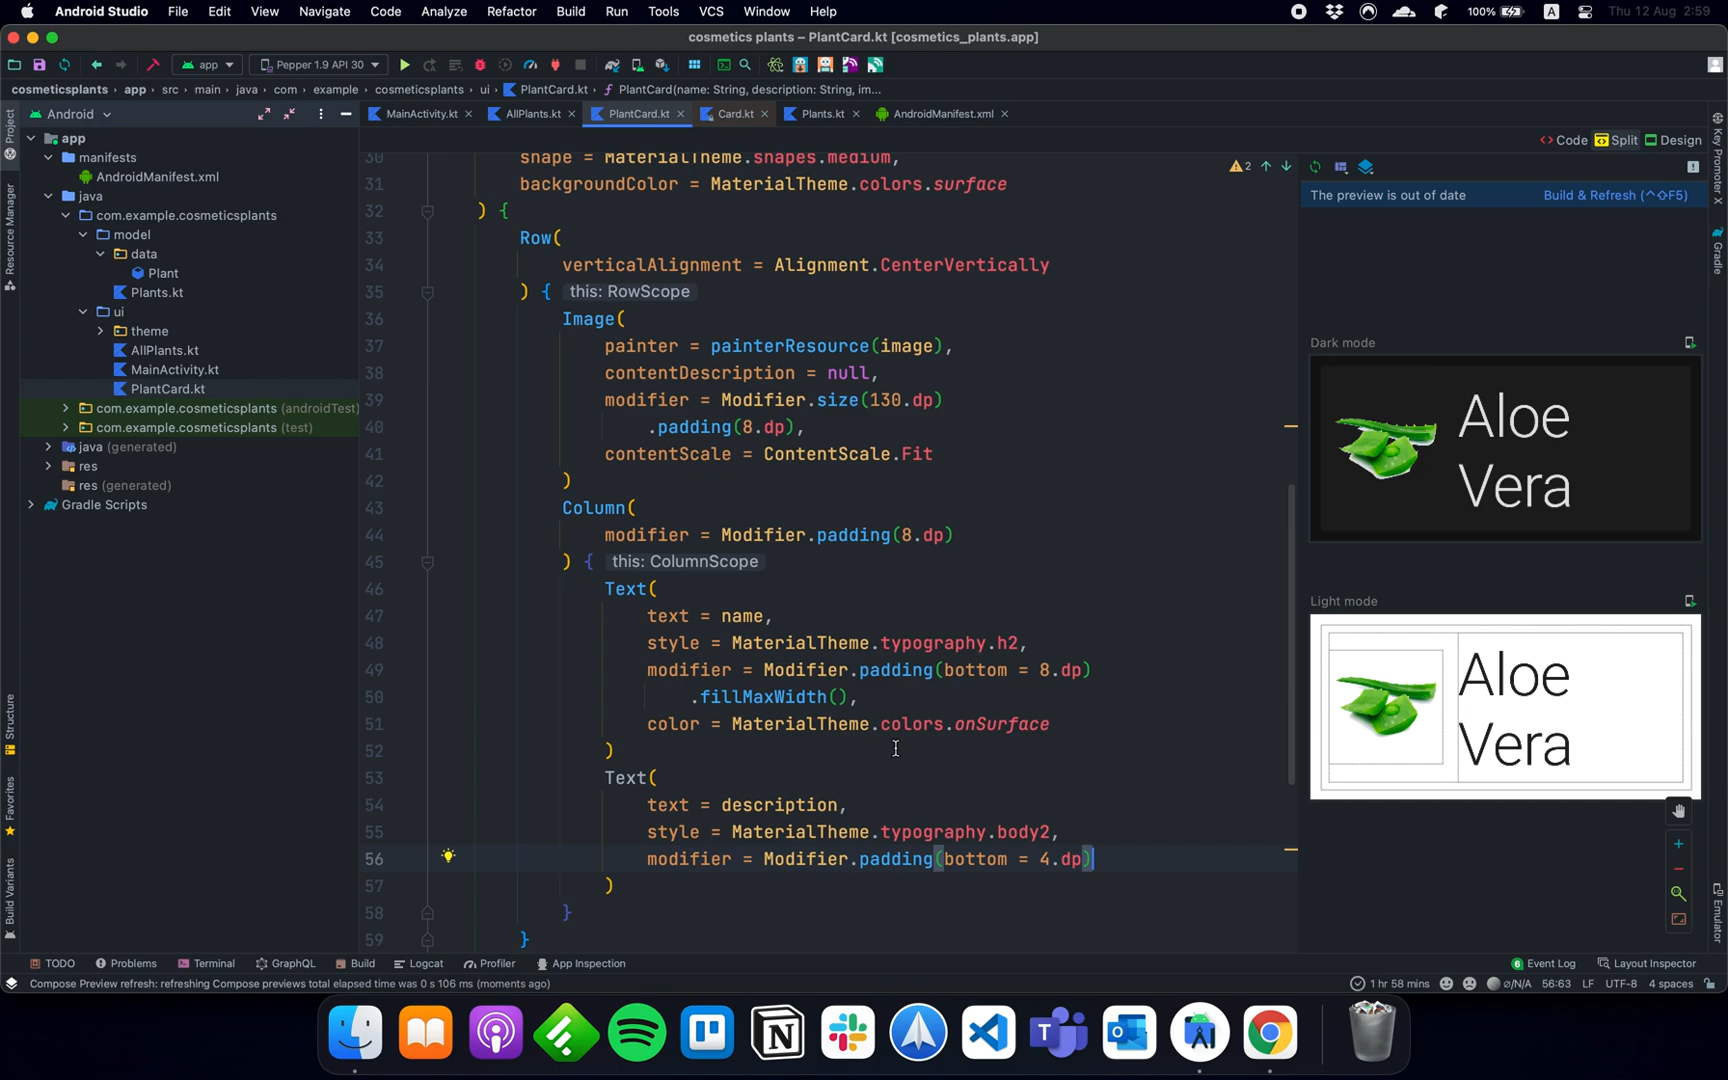 Android Studio File Edit View Navigate Code Analyze Refactor Build Run Tools VCS Window Help 100% A Thu 12 Aug 2:59
cosmetics plants – PlantCard.kt [cosmetics_plants.app]
app Pepper 1.9 API 30
cosmeticsplants › app › src › main › java › com › example › cosmeticsplants › ui › PlantCard.kt › PlantCard(name: String, description: String, im...
Android
MainActivity.kt AllPlants.kt PlantCard.kt Card.kt Plants.kt AndroidManifest.xml
Code Split Design
Project
Resource Manager
Structure
Favorites
Build Variants
app
manifests
AndroidManifest.xml
java
com.example.cosmeticsplants
model
data
Plant
Plants.kt
ui
theme
AllPlants.kt
MainActivity.kt
PlantCard.kt
com.example.cosmeticsplants (androidTest)
com.example.cosmeticsplants (test)
java (generated)
res
res (generated)
Gradle Scripts
2
30 shape = MaterialTheme.shapes.medium,
31 backgroundColor = MaterialTheme.colors.surface
32 ) {
33 Row(
34 verticalAlignment = Alignment.CenterVertically
35 ) { this: RowScope
36 Image(
37 painter = painterResource(image),
38 contentDescription = null,
39 modifier = Modifier.size(130.dp)
40 .padding(8.dp),
41 contentScale = ContentScale.Fit
42 )
43 Column(
44 modifier = Modifier.padding(8.dp)
45 ) { this: ColumnScope
46 Text(
47 text = name,
48 style = MaterialTheme.typography.h2,
49 modifier = Modifier.padding(bottom = 8.dp)
50 .fillMaxWidth(),
51 color = MaterialTheme.colors.onSurface
52 )
53 Text(
54 text = description,
55 style = MaterialTheme.typography.body2,
56 modifier = Modifier.padding(bottom = 4.dp)
57 )
58 }
59 }
The preview is out of date Build & Refresh (^⇧F5)
Dark mode
Aloe
Vera
Light mode
Aloe
Vera
Key Promoter X
Gradle
Emulator
TODO Problems Terminal GraphQL Build Logcat Profiler App Inspection 6 Event Log Layout Inspector
Compose Preview refresh: refreshing Compose previews total elapsed time was 0 s 106 ms (moments ago) 1 hr 58 mins ⌀/N/A 56:63 LF UTF-8 4 spaces